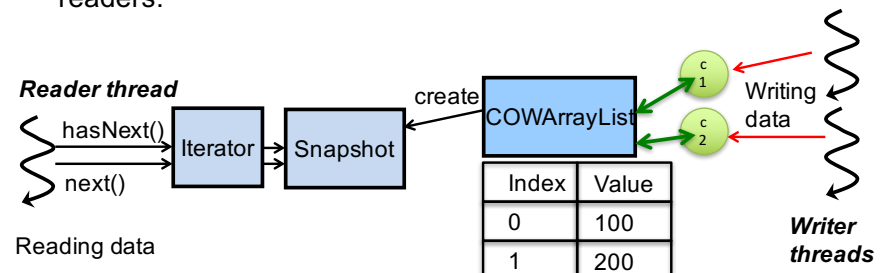 readers.
Reader thread
hasNext()
next()
Reading data
Iterator
Snapshot
create
COWArrayList
c
1
c
2
Writing
data
Index Value
0 100
1 200
Writer
threads